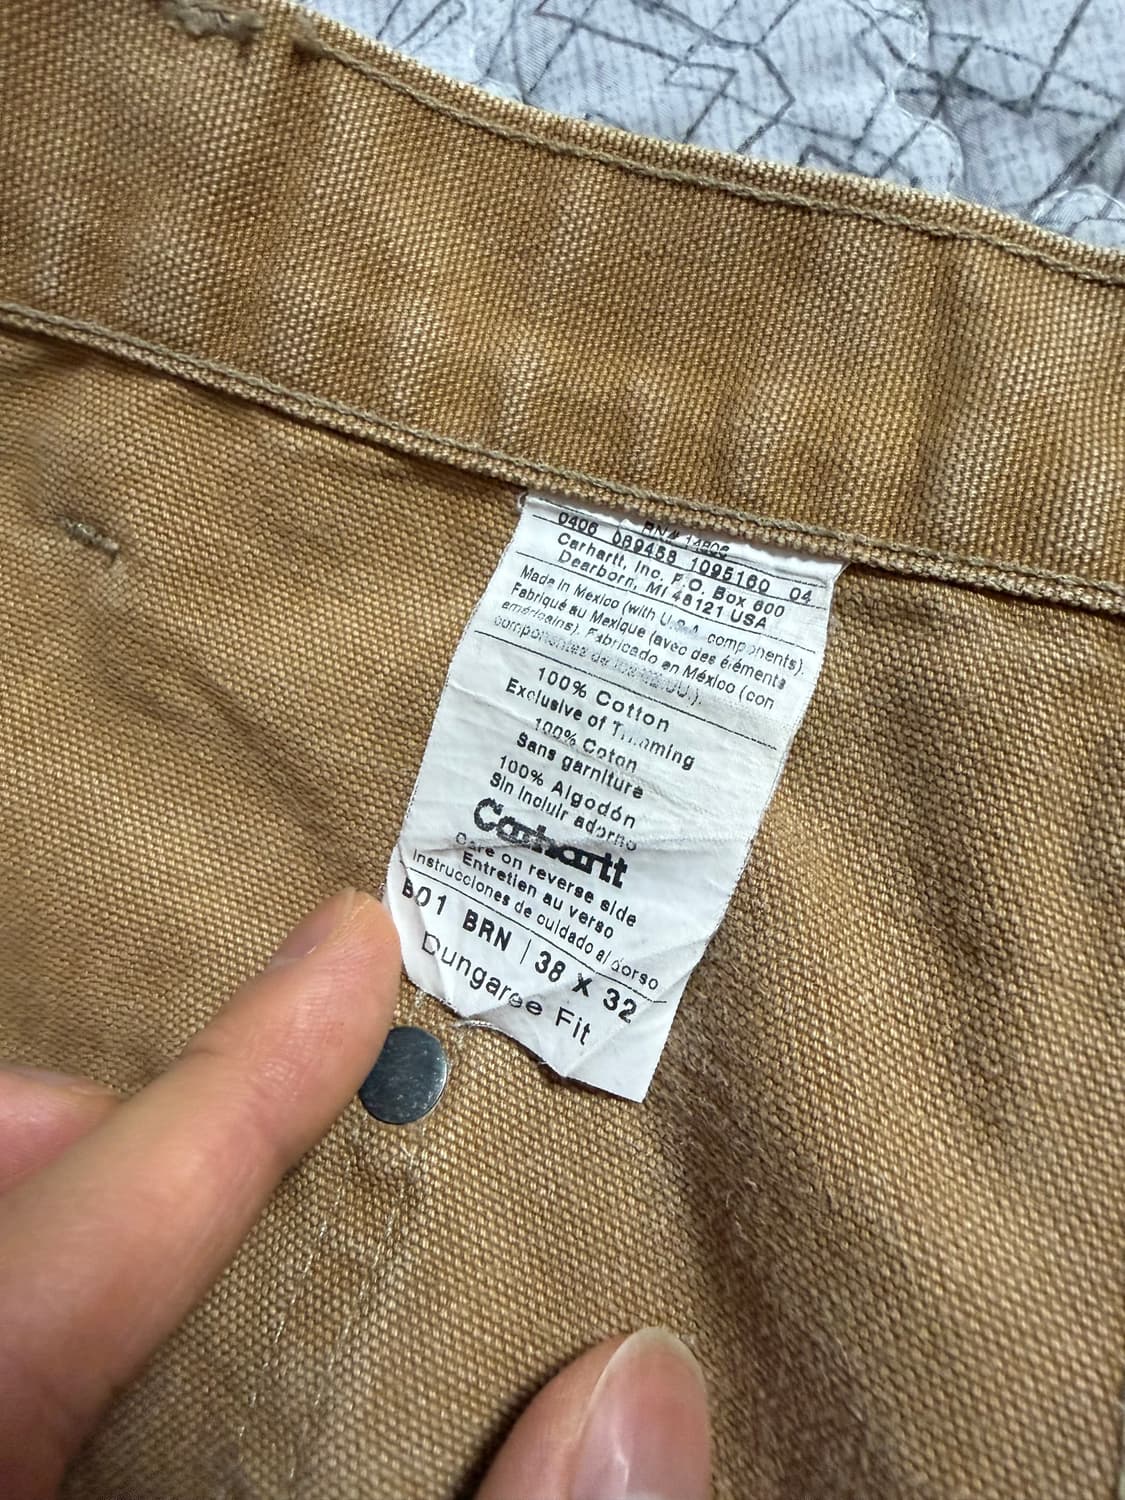 RN# 14806
0406 089458 1095160 04
Carhartt, Inc. P.O. Box 600
Dearborn, MI 48121 USA
Made in Mexico (with U.S.A. components).
Fabriqué au Mexique (avec des éléments
américains). Fabricado en México (con
componentes de los EE.UU.).
100% Cotton
Exclusive of Trimming
100% Coton
Sans garniture
100% Algodón
Sin incluir adorno
Carhartt
Care on reverse side
Entretien au verso
Instrucciones de cuidado al dorso
B01 BRN | 38 X 32
Dungaree Fit